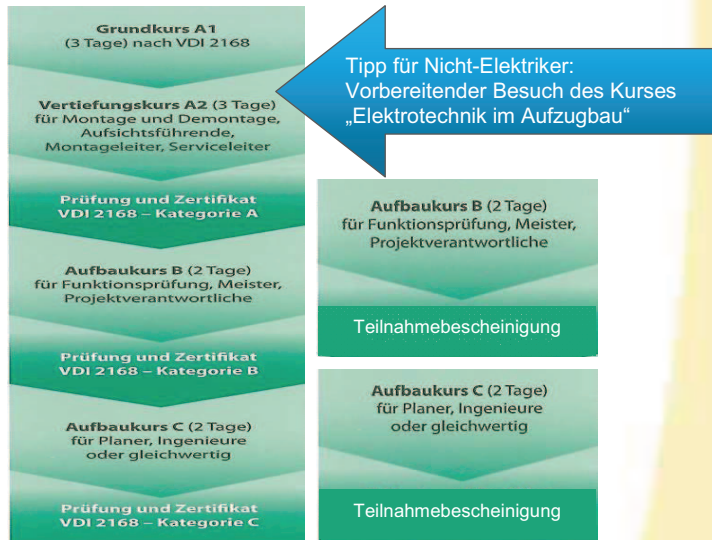 Grundkurs A1
(3 Tage) nach VDI 2168
Vertiefungskurs A2 (3 Tage)
für Montage und Demontage,
Aufsichtsführende,
Montageleiter, Serviceleiter
Prüfung und Zertifikat
VDI 2168 – Kategorie A
Aufbaukurs B (2 Tage)
für Funktionsprüfung, Meister,
Projektverantwortliche
Prüfung und Zertifikat
VDI 2168 – Kategorie B
Aufbaukurs C (2 Tage)
für Planer, Ingenieure
oder gleichwertig
Prüfung und Zertifikat
VDI 2168 – Kategorie C
Tipp für Nicht-Elektriker:
Vorbereitender Besuch des Kurses
„Elektrotechnik im Aufzugbau“
Aufbaukurs B (2 Tage)
für Funktionsprüfung, Meister,
Projektverantwortliche
Teilnahmebescheinigung
Aufbaukurs C (2 Tage)
für Planer, Ingenieure
oder gleichwertig
Teilnahmebescheinigung